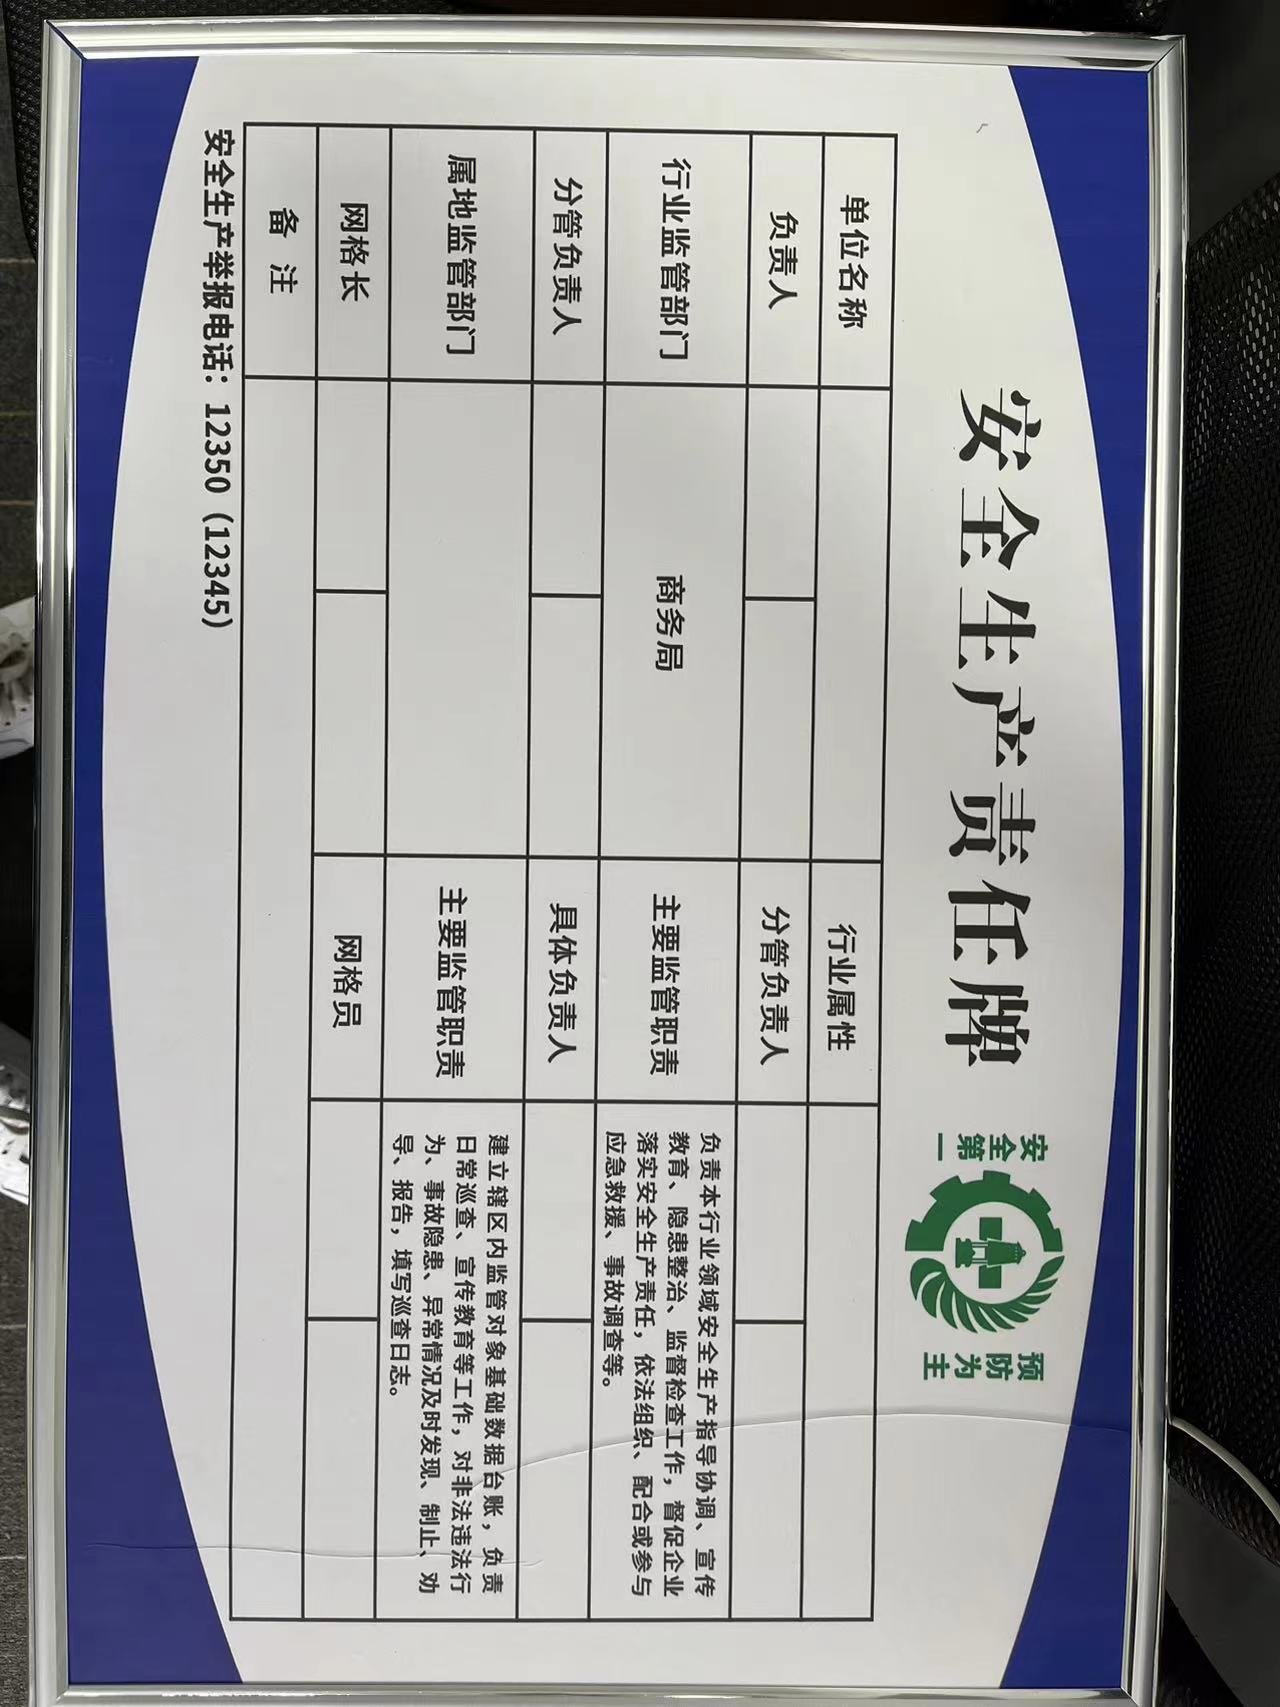 安全生产责任牌
安全第一
预防为主
单位名称 行业属性
负责人 分管负责人
行业监管部门 商务局 主要监管职责
负责本行业领域安全生产指导协调、宣传
教育、隐患整治、监督检查工作，督促企业
落实安全生产责任，依法组织、配合或参与
应急救援、事故调查等。
分管负责人 具体负责人
属地监管部门 主要监管职责
建立辖区内监管对象基础数据台账，负责
日常巡查、宣传教育等工作，对非法违法行
为、事故隐患、异常情况及时发现、制止、劝
导、报告，填写巡查日志。
网格长 网格员
备 注
安全生产举报电话：12350（12345）